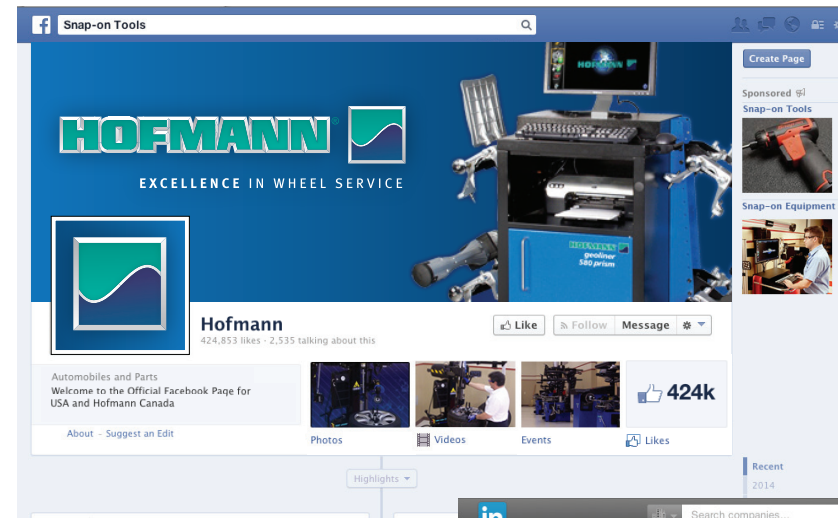 f Snap-on Tools
HOFMANN®
EXCELLENCE IN WHEEL SERVICE
HOFMANN
HOFMANN
geoliner
580 prism
Create Page
Sponsored
Snap-on Tools
Snap-on Equipment
Hofmann
424,853 likes · 2,535 talking about this
Like
Follow
Message
Automobiles and Parts
Welcome to the Official Facebook Page for
USA and Hofmann Canada
About - Suggest an Edit
424k
Photos
Videos
Events
Likes
Highlights
Recent
2014
in
Search companies...